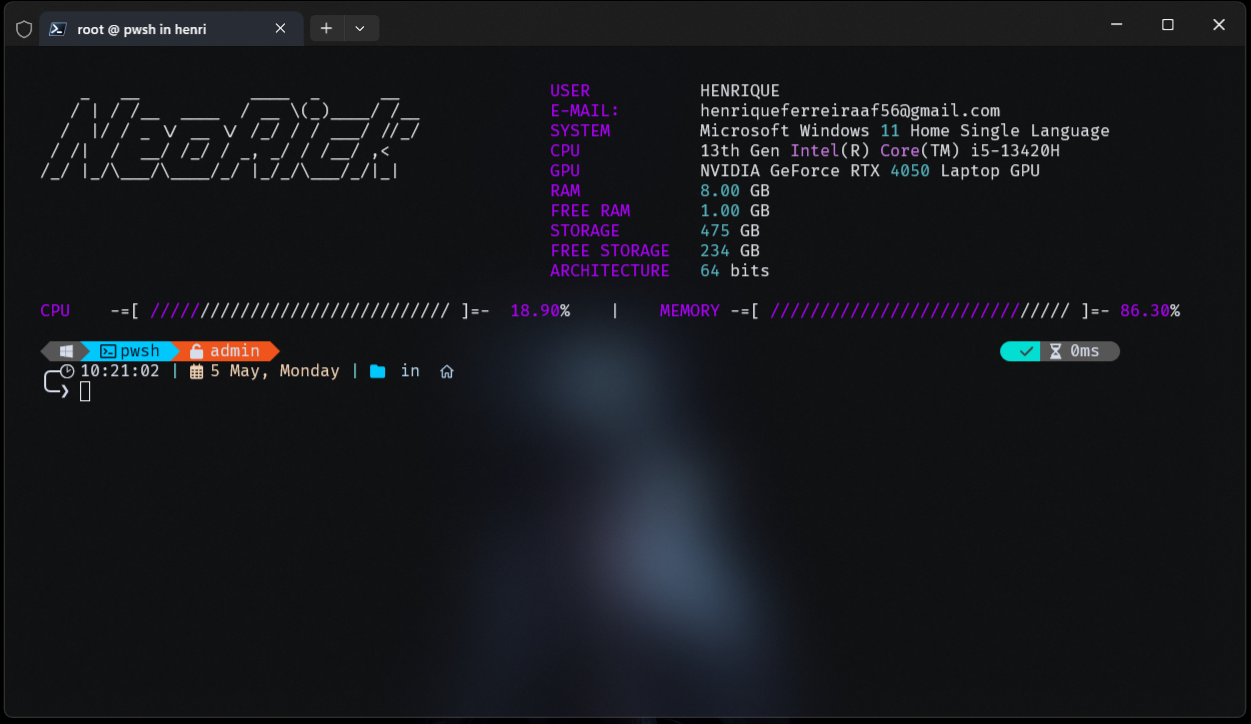 root @ pwsh in henri
NeoRick
USER HENRIQUE
E-MAIL: henriqueferreiraaf56@gmail.com
SYSTEM Microsoft Windows 11 Home Single Language
CPU 13th Gen Intel(R) Core(TM) i5-13420H
GPU NVIDIA GeForce RTX 4050 Laptop GPU
RAM 8.00 GB
FREE RAM 1.00 GB
STORAGE 475 GB
FREE STORAGE 234 GB
ARCHITECTURE 64 bits
CPU -=[ ////////////////////////////// ]=- 18.90% | MEMORY -=[ ////////////////////////////// ]=- 86.30%
pwsh admin 0ms
10:21:02 | 5 May, Monday | in
❯